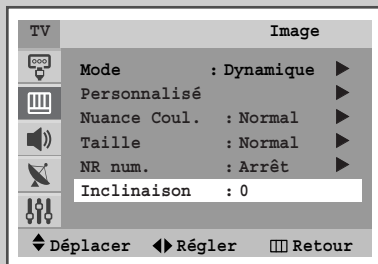 TV Image
Mode : Dynamique
Personnalisé
Nuance Coul. : Normal
Taille : Normal
NR num. : Arrêt
Inclinaison : 0
Déplacer Régler Retour